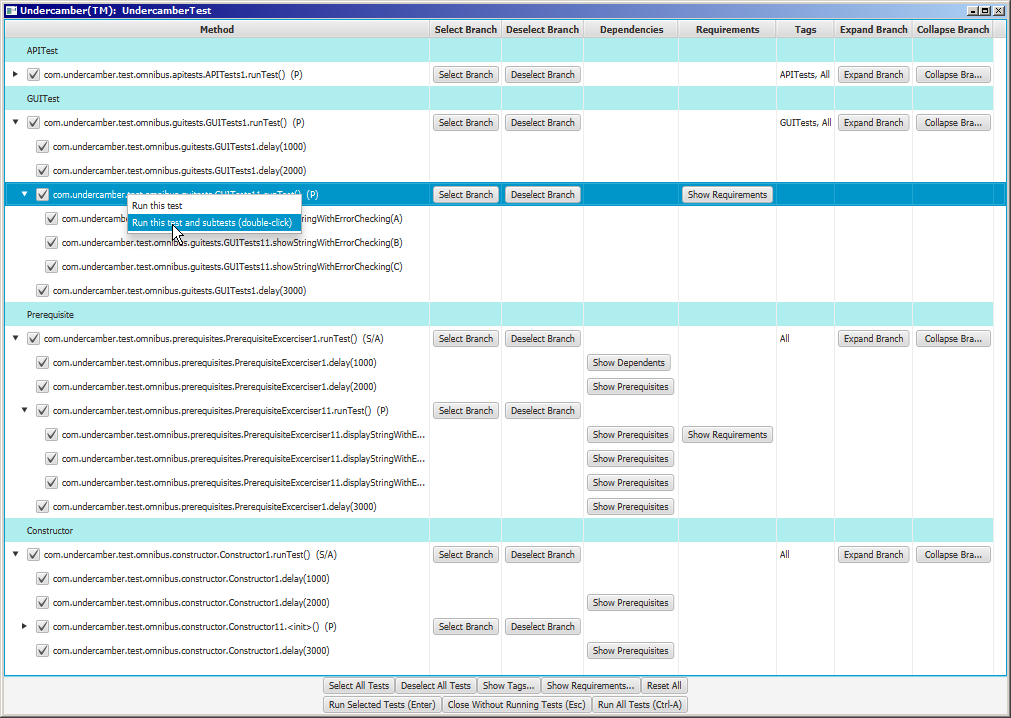 Undercamber(TM): UndercamberTest
Method Select Branch Deselect Branch Dependencies Requirements Tags Expand Branch Collapse Branch
APITest
com.undercamber.test.omnibus.apitests.APITests1.runTest() (P) Select Branch Deselect Branch APITests, All Expand Branch Collapse Bra...
GUITest
com.undercamber.test.omnibus.guitests.GUITests1.runTest() (P) Select Branch Deselect Branch GUITests, All Expand Branch Collapse Bra...
com.undercamber.test.omnibus.guitests.GUITests1.delay(1000)
com.undercamber.test.omnibus.guitests.GUITests1.delay(2000)
com.undercamber.test.omnibus.guitests.GUITests11.runTest() (P) Select Branch Deselect Branch Show Requirements
Run this test
com.undercamb ringWithErrorChecking(A)
Run this test and subtests (double-click)
com.undercamber.test.omnibus.guitests.GUITests11.showStringWithErrorChecking(B)
com.undercamber.test.omnibus.guitests.GUITests11.showStringWithErrorChecking(C)
com.undercamber.test.omnibus.guitests.GUITests1.delay(3000)
Prerequisite
com.undercamber.test.omnibus.prerequisites.PrerequisiteExcerciser1.runTest() (S/A) Select Branch Deselect Branch All Expand Branch Collapse Bra...
com.undercamber.test.omnibus.prerequisites.PrerequisiteExcerciser1.delay(1000) Show Dependents
com.undercamber.test.omnibus.prerequisites.PrerequisiteExcerciser1.delay(2000) Show Prerequisites
com.undercamber.test.omnibus.prerequisites.PrerequisiteExcerciser11.runTest() (P) Select Branch Deselect Branch
com.undercamber.test.omnibus.prerequisites.PrerequisiteExcerciser11.displayStringWithE... Show Prerequisites Show Requirements
com.undercamber.test.omnibus.prerequisites.PrerequisiteExcerciser11.displayStringWithE... Show Prerequisites
com.undercamber.test.omnibus.prerequisites.PrerequisiteExcerciser11.displayStringWithE... Show Prerequisites
com.undercamber.test.omnibus.prerequisites.PrerequisiteExcerciser1.delay(3000) Show Prerequisites
Constructor
com.undercamber.test.omnibus.constructor.Constructor1.runTest() (S/A) Select Branch Deselect Branch All Expand Branch Collapse Bra...
com.undercamber.test.omnibus.constructor.Constructor1.delay(1000)
com.undercamber.test.omnibus.constructor.Constructor1.delay(2000) Show Prerequisites
com.undercamber.test.omnibus.constructor.Constructor11.<init>() (P) Select Branch Deselect Branch
com.undercamber.test.omnibus.constructor.Constructor1.delay(3000) Show Prerequisites
Select All Tests Deselect All Tests Show Tags... Show Requirements... Reset All
Run Selected Tests (Enter) Close Without Running Tests (Esc) Run All Tests (Ctrl-A)